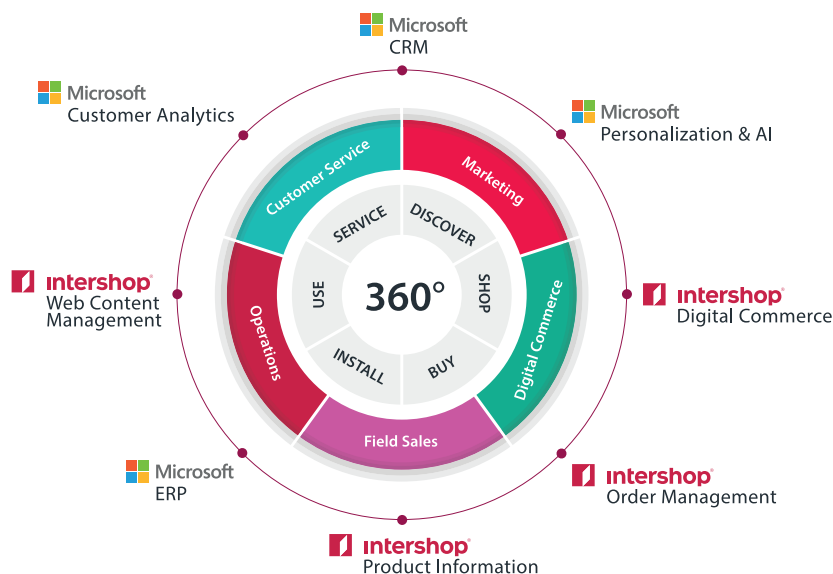 Microsoft
CRM
Microsoft
Customer Analytics
Microsoft
Personalization & AI
Customer Service
Marketing
SERVICE
DISCOVER
intershop®
Web Content
Management
USE
360°
SHOP
intershop®
Digital Commerce
Operations
Digital Commerce
INSTALL
BUY
Field Sales
Microsoft
ERP
intershop®
Order Management
intershop®
Product Information